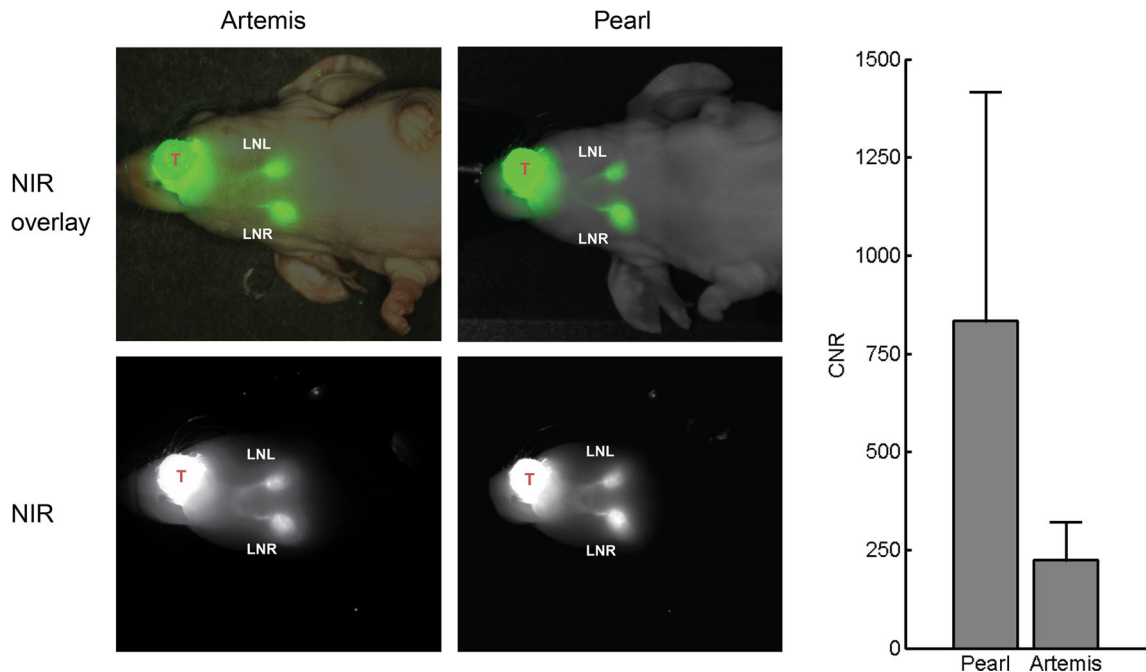 Artemis
Pearl
NIR
overlay
T
LNL
LNR
T
LNL
LNR
NIR
T
LNL
LNR
T
LNL
LNR
CNR
1500
1250
1000
750
500
250
0
Pearl
Artemis